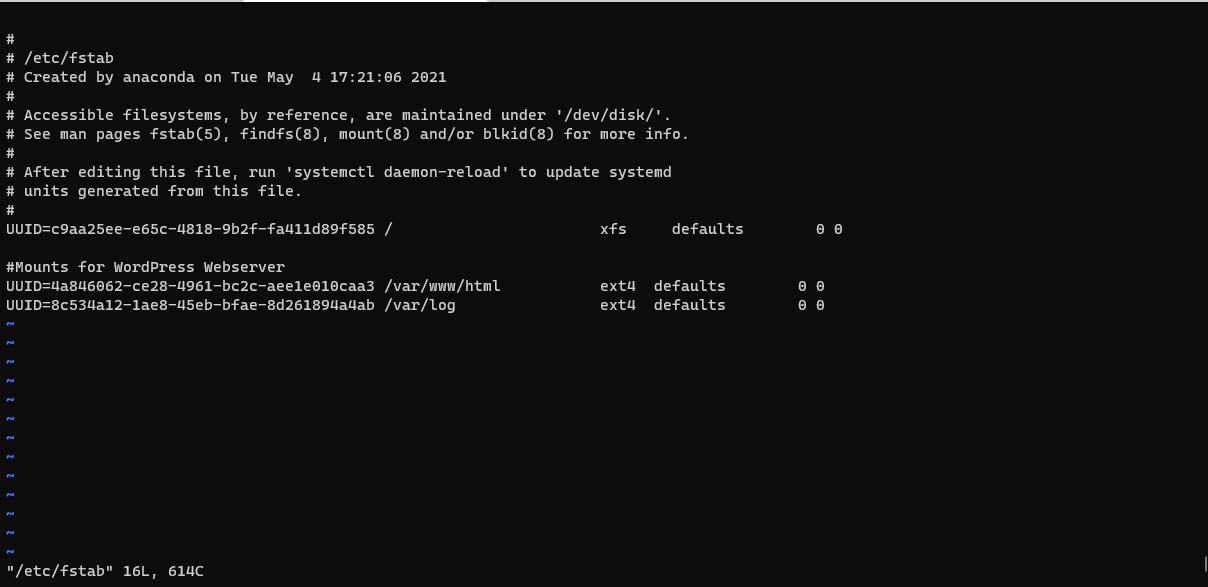 #
# /etc/fstab
# Created by anaconda on Tue May  4 17:21:06 2021
#
# Accessible filesystems, by reference, are maintained under '/dev/disk/'.
# See man pages fstab(5), findfs(8), mount(8) and/or blkid(8) for more info.
#
# After editing this file, run 'systemctl daemon-reload' to update systemd
# units generated from this file.
#
UUID=c9aa25ee-e65c-4818-9b2f-fa411d89f585 /                       xfs     defaults        0 0
#Mounts for WordPress Webserver
UUID=4a846062-ce28-4961-bc2c-aee1e010caa3 /var/www/html           ext4  defaults        0 0
UUID=8c534a12-1ae8-45eb-bfae-8d261894a4ab /var/log                ext4  defaults        0 0
~
~
~
~
~
~
~
~
~
~
~
~
~
"/etc/fstab" 16L, 614C